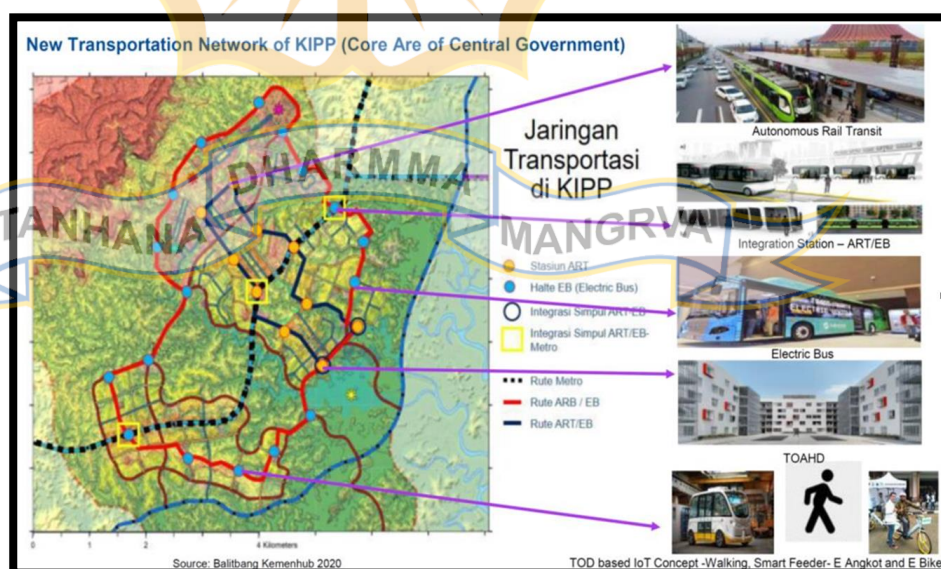 New Transportation Network of KIPP (Core Are of Central Government)
Autonomous Rail Transit
Jaringan
Transportasi
di KIPP
DHARMMA
TANHANA
MANGRVA
Integration Station – ART/EB
Stasiun ART
Halte EB (Electric Bus)
Integrasi Simpul ART-EB
Integrasi Simpul ART/EB-
Metro
Rute Metro
Rute ARB / EB
Rute ART/EB
Electric Bus
TOAHD
0
2
4 Kilometers
Source: Balitbang Kemenhub 2020
TOD based IoT Concept -Walking, Smart Feeder- E Angkot and E Bike